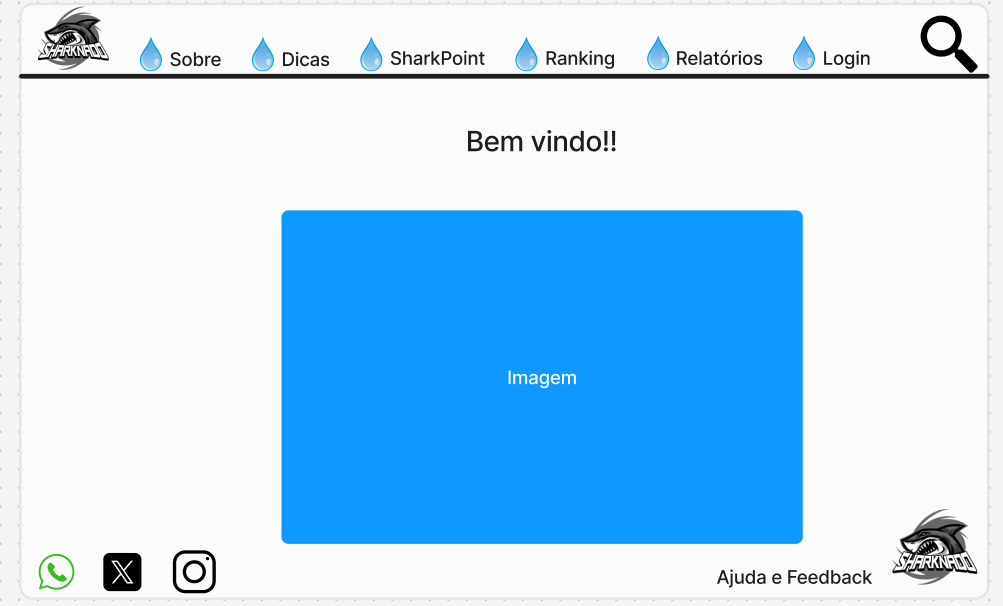 SHARKNADO
Sobre
Dicas
SharkPoint
Ranking
Relatórios
Login
Bem vindo!!
Imagem
Ajuda e Feedback
SHARKNADO